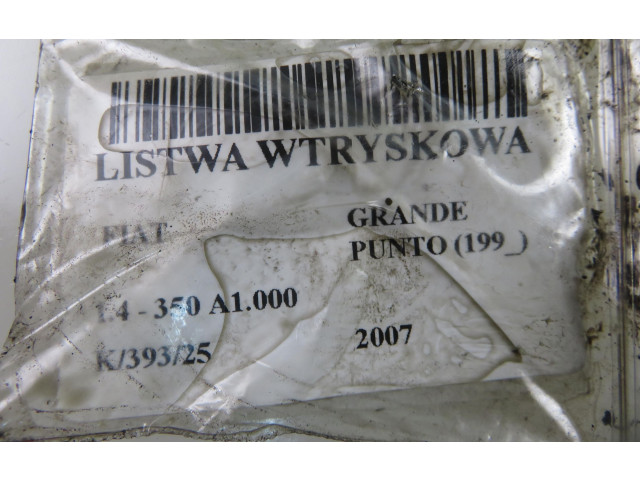 LISTWA WTRYSKOWA
FIAT GRANDE
PUNTO (199_)
1.4 - 350 A1.000
K/393/25 2007